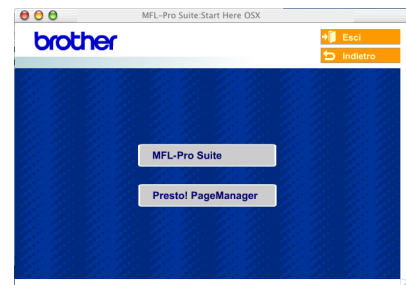 MFL-Pro Suite:Start Here OSX
brother
Esci
Indietro
MFL-Pro Suite
Presto! PageManager